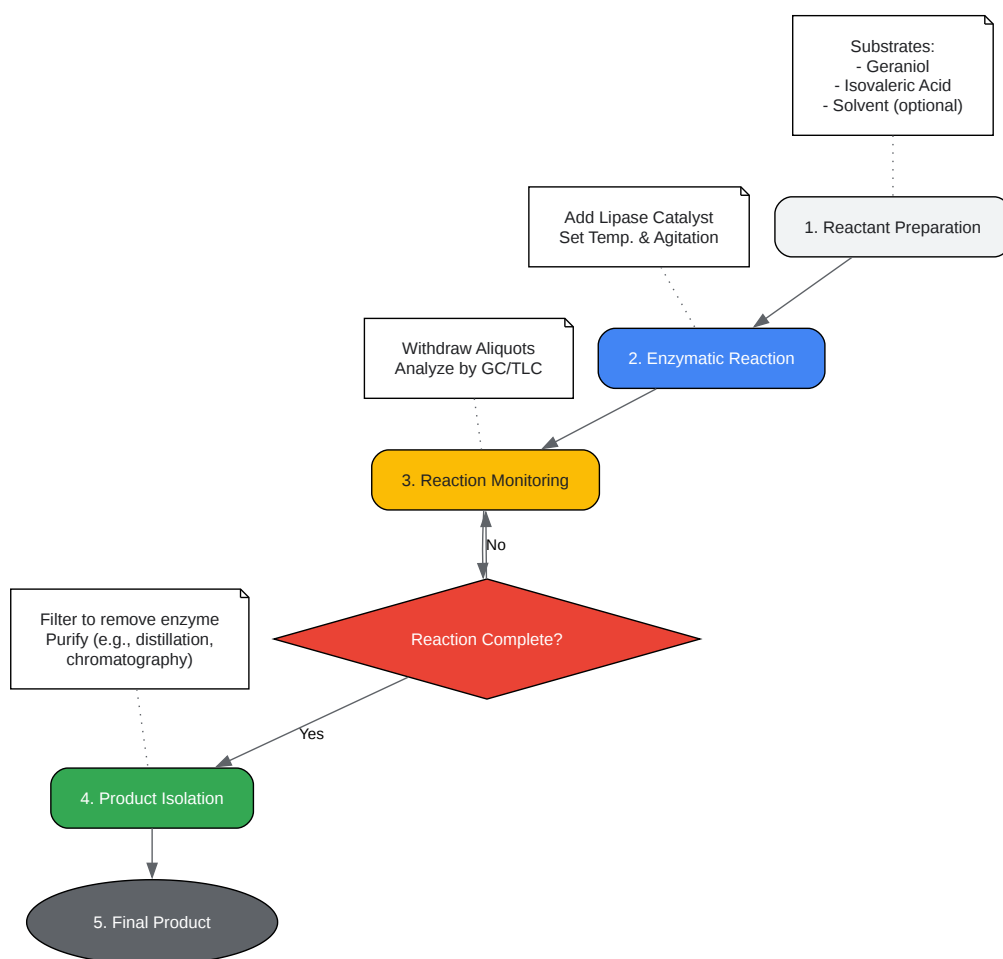 Substrates:
- Geraniol
- Isovaleric Acid
- Solvent (optional)
1. Reactant Preparation
Add Lipase Catalyst
Set Temp. & Agitation
2. Enzymatic Reaction
Withdraw Aliquots
Analyze by GC/TLC
3. Reaction Monitoring
No
Reaction Complete?
Filter to remove enzyme
Purify (e.g., distillation,
chromatography)
Yes
4. Product Isolation
5. Final Product